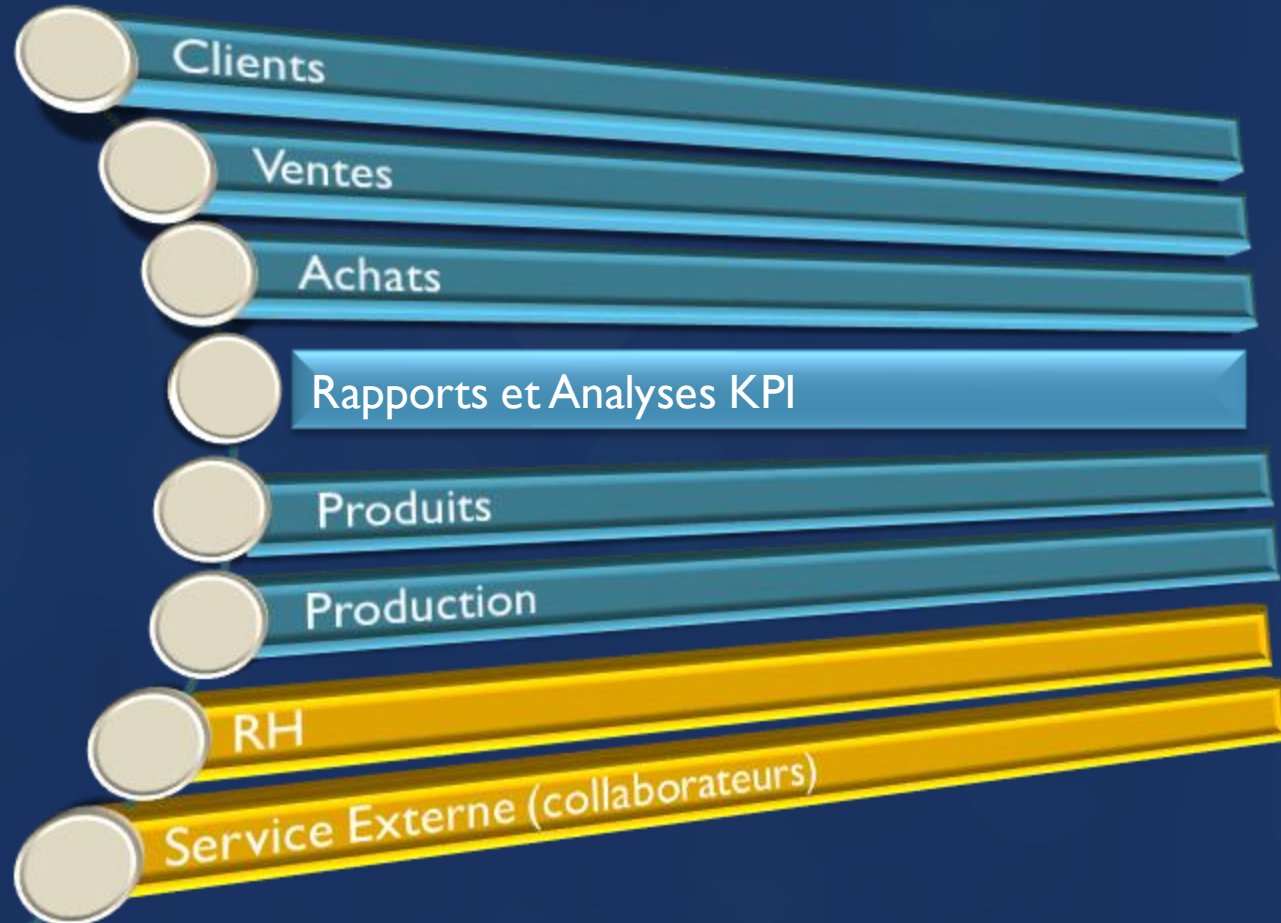 Clients
Ventes
Achats
Rapports et Analyses KPI
Produits
Production
RH
Service Externe (collaborateurs)